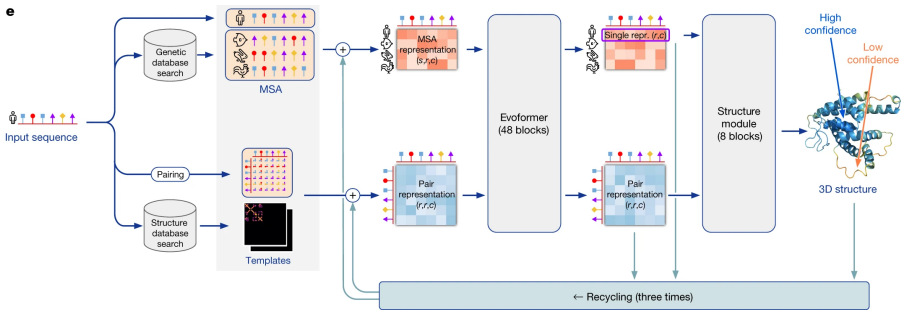 e
Input sequence
Genetic
database
search
MSA
Pairing
Structure
database
search
Templates
+
+
MSA
representation
(s,r,c)
Pair
representation
(r,r,c)
Evoformer
(48 blocks)
Single repr. (r,c)
Pair
representation
(r,r,c)
Structure
module
(8 blocks)
High
confidence
Low
confidence
3D structure
← Recycling (three times)